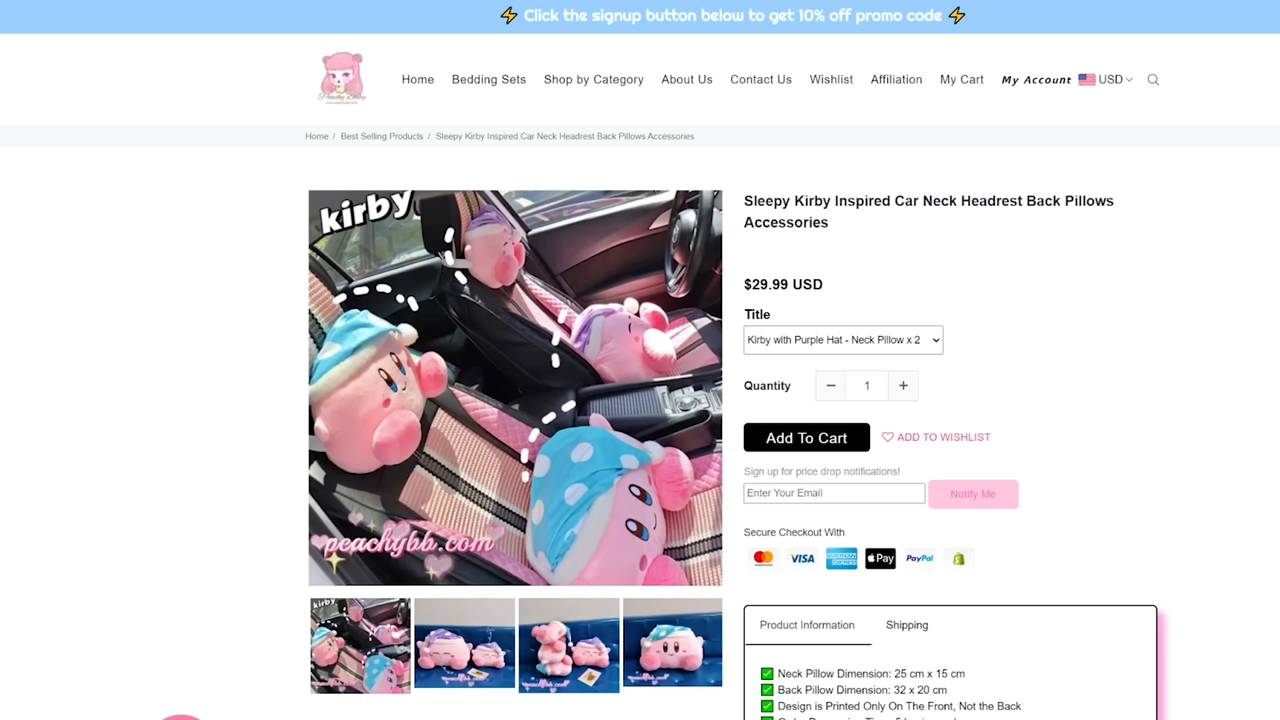 ⚡ Click the signup button below to get 10% off promo code ⚡
Home Bedding Sets Shop by Category About Us Contact Us Wishlist Affiliation My Cart My Account USD
Home / Best Selling Products / Sleepy Kirby Inspired Car Neck Headrest Back Pillows Accessories
kirby
peachybb.com
Sleepy Kirby Inspired Car Neck Headrest Back Pillows
Accessories
$29.99 USD
Title
Kirby with Purple Hat - Neck Pillow x 2
Quantity
− 1 +
Add To Cart
ADD TO WISHLIST
Sign up for price drop notifications!
Enter Your Email
Notify Me
Secure Checkout With
VISA
AMERICAN EXPRESS
Pay
PayPal
Product Information
Shipping
Neck Pillow Dimension: 25 cm x 15 cm
Back Pillow Dimension: 32 x 20 cm
Design is Printed Only On The Front, Not the Back